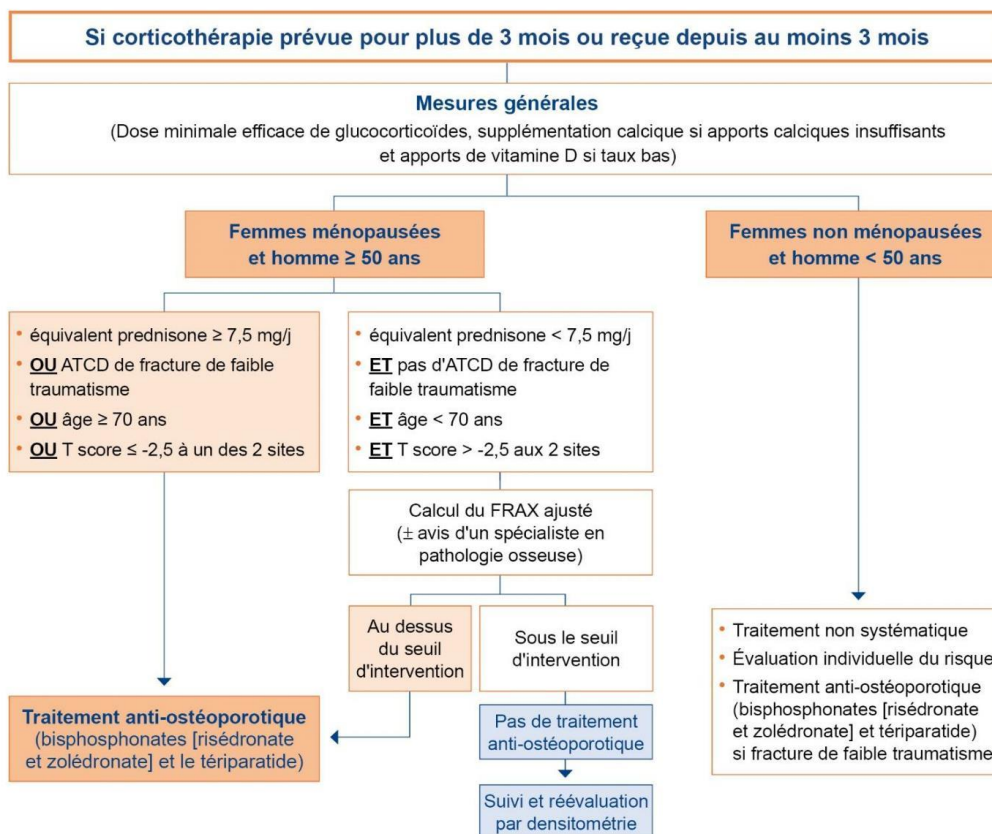 Si corticothérapie prévue pour plus de 3 mois ou reçue depuis au moins 3 mois
Mesures générales
(Dose minimale efficace de glucocorticoïdes, supplémentation calcique si apports calciques insuffisants
et apports de vitamine D si taux bas)
Femmes ménopausées
et homme ≥ 50 ans
Femmes non ménopausées
et homme < 50 ans
• équivalent prednisone ≥ 7,5 mg/j
• OU ATCD de fracture de faible
traumatisme
• OU âge ≥ 70 ans
• OU T score ≤ -2,5 à un des 2 sites
• équivalent prednisone < 7,5 mg/j
• ET pas d'ATCD de fracture de
faible traumatisme
• ET âge < 70 ans
• ET T score > -2,5 aux 2 sites
Calcul du FRAX ajusté
(± avis d'un spécialiste en
pathologie osseuse)
Au dessus
du seuil
d'intervention
Sous le seuil
d'intervention
Traitement anti-ostéoporotique
(bisphosphonates [risédronate
et zolédronate] et le tériparatide)
Pas de traitement
anti-ostéoporotique
Suivi et réévaluation
par densitométrie
• Traitement non systématique
• Évaluation individuelle du risque
• Traitement anti-ostéoporotique
(bisphosphonates [risédronate
et zolédronate] et tériparatide)
si fracture de faible traumatisme